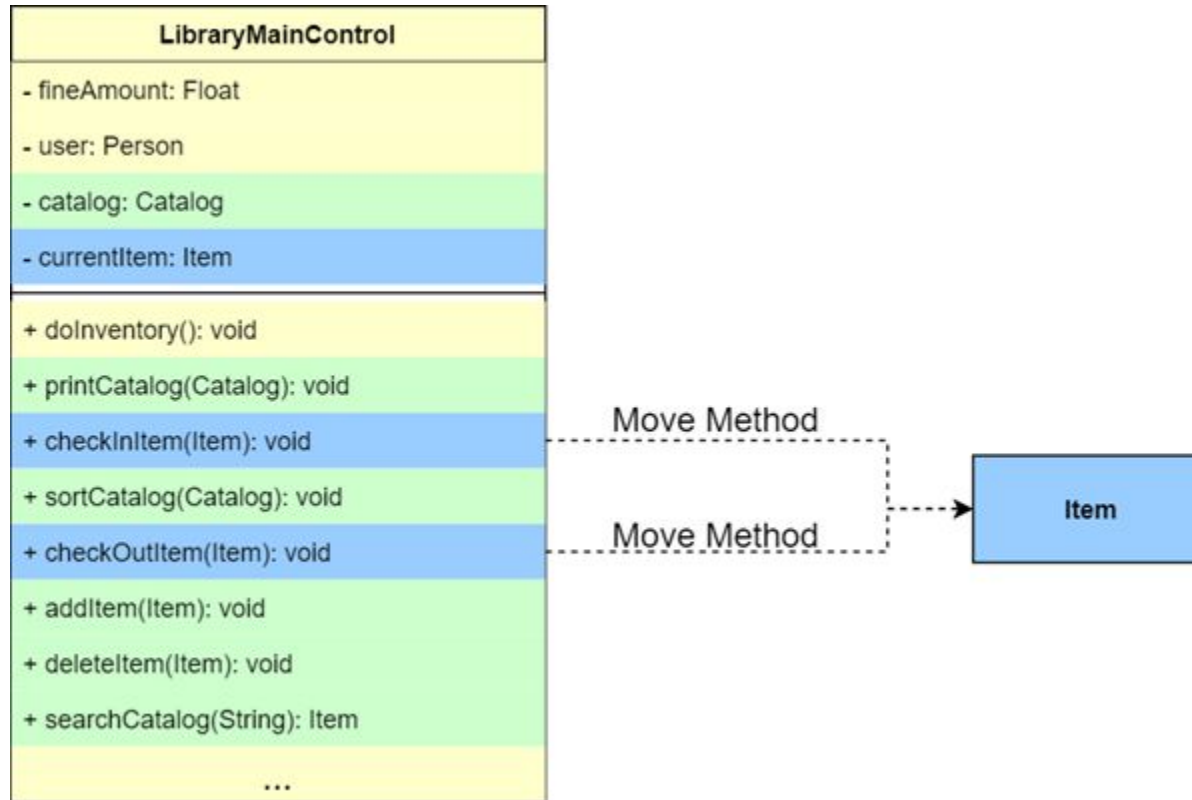 LibraryMainControl
- fineAmount: Float
- user: Person
- catalog: Catalog
- currentItem: Item
+ doInventory(): void
+ printCatalog(Catalog): void
+ checkInItem(Item): void
+ sortCatalog(Catalog): void
+ checkOutItem(Item): void
+ addItem(Item): void
+ deleteItem(Item): void
+ searchCatalog(String): Item
...
Move Method
Move Method
Item